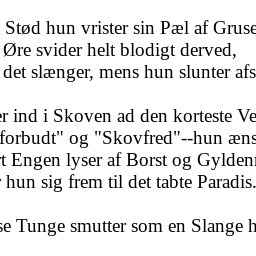 Stød hun vrister sin Pæl af Gruse
Øre svider helt blodigt derved,
det slænger, mens hun slunter afs
er ind i Skoven ad den korteste Ve
forbudt" og "Skovfred"--hun æns
t Engen lyser af Borst og Gylden
hun sig frem til det tabte Paradis.
se Tunge smutter som en Slange h